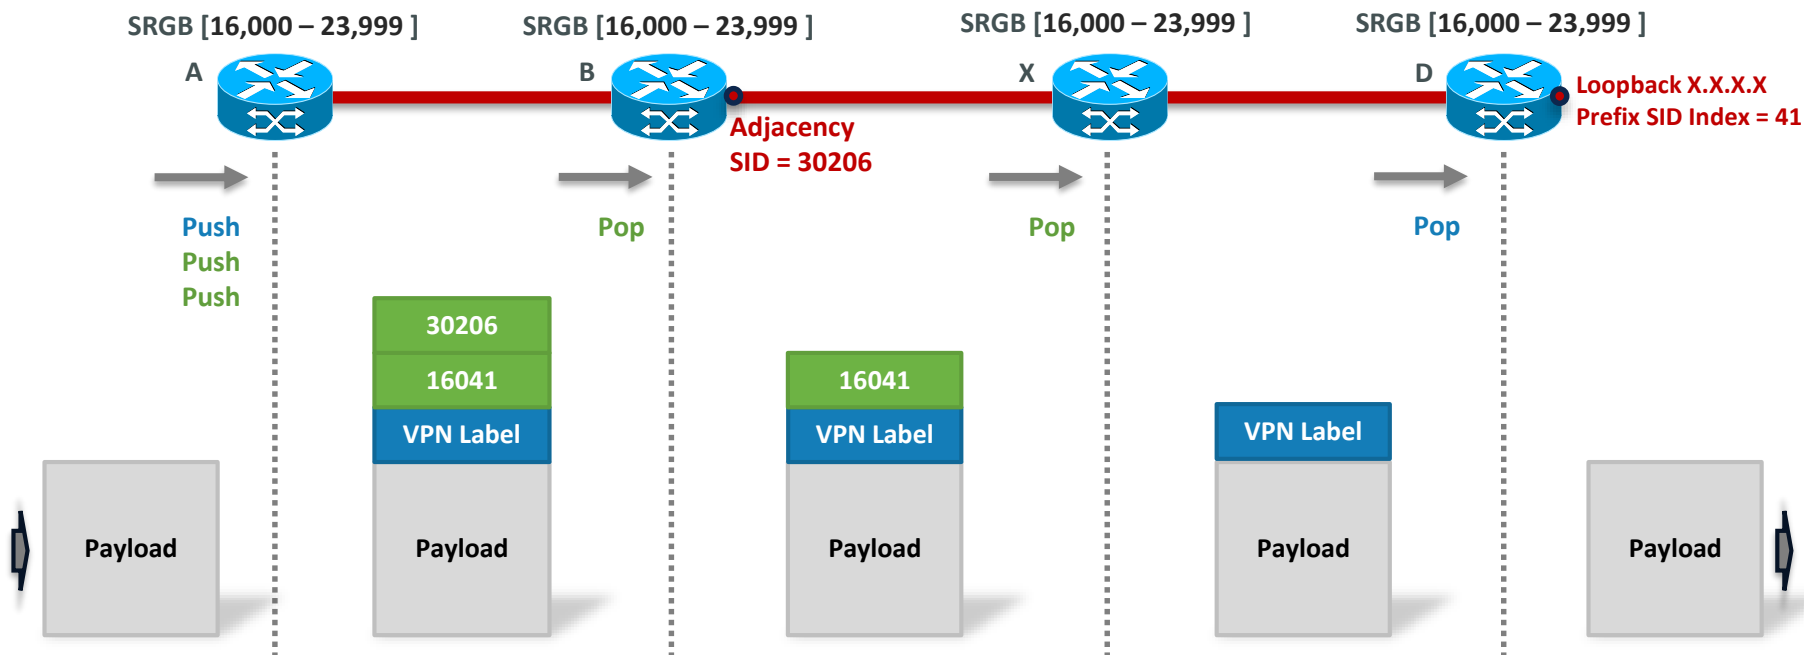 SRGB [16,000 – 23,999 ]
SRGB [16,000 – 23,999 ]
SRGB [16,000 – 23,999 ]
SRGB [16,000 – 23,999 ]
A
B
X
D
Loopback X.X.X.X
Prefix SID Index = 41
Adjacency
SID = 30206
Push
Push
Push
Pop
Pop
Pop
30206
16041
VPN Label
16041
VPN Label
VPN Label
Payload
Payload
Payload
Payload
Payload